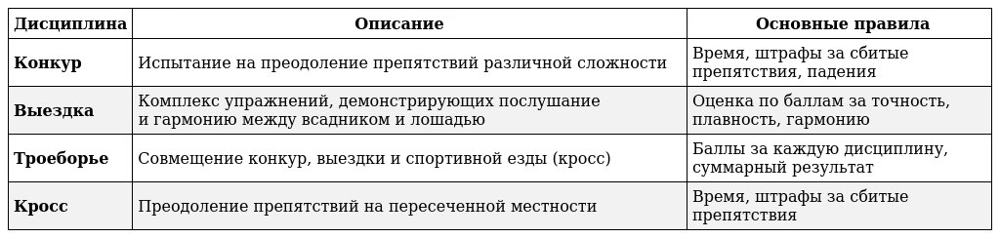 Дисциплина Описание Основные правила
Конкур Испытание на преодоление препятствий различной сложности Время, штрафы за сбитые
препятствия, падения
Выездка Комплекс упражнений, демонстрирующих послушание
и гармонию между всадником и лошадью Оценка по баллам за точность,
плавность, гармонию
Троеборье Совмещение конкур, выездки и спортивной езды (кросс) Баллы за каждую дисциплину,
суммарный результат
Кросс Преодоление препятствий на пересеченной местности Время, штрафы за сбитые
препятствия